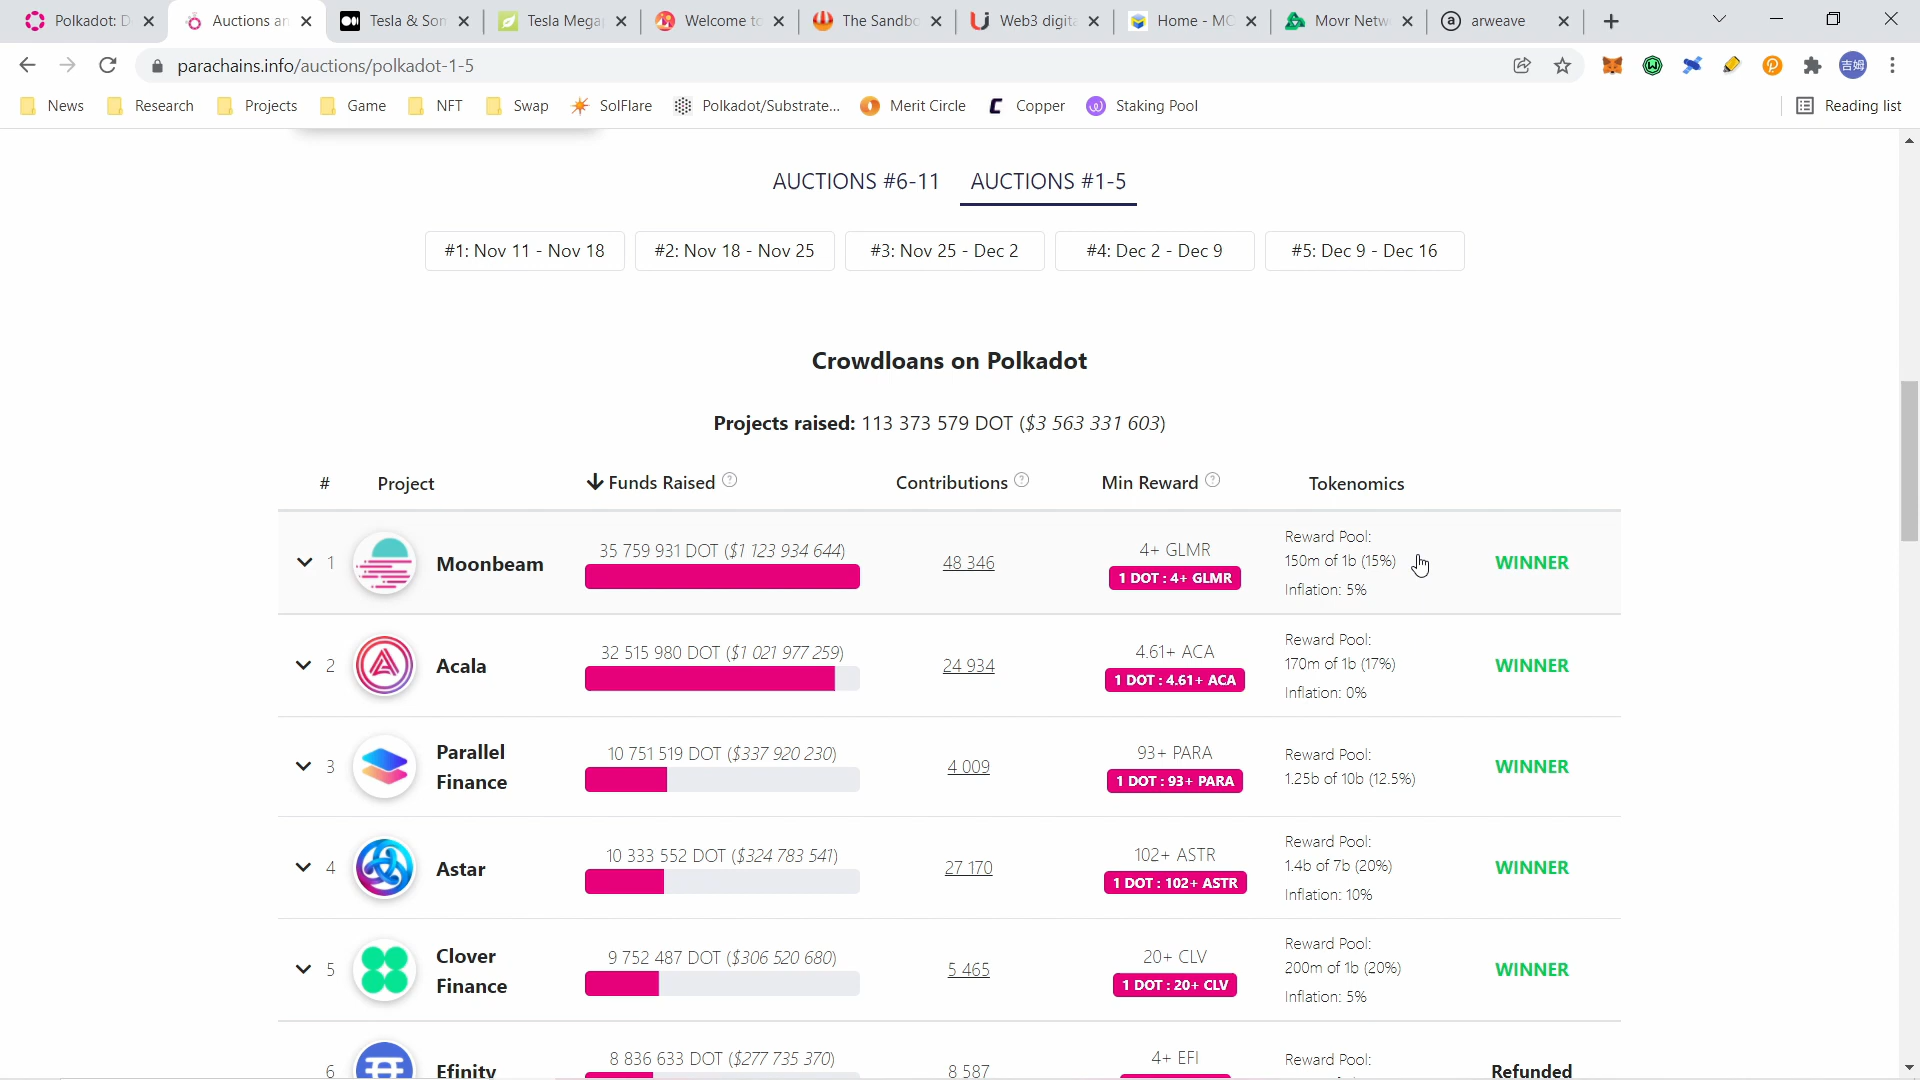 Polkadot: D
Auctions an
Tesla & Son
Tesla Mega
Welcome to
The Sandbo
Web3 digit
Home - MC
Movr Netw
arweave
parachains.info/auctions/polkadot-1-5
吉姆
News
Research
Projects
Game
NFT
Swap
SolFlare
Polkadot/Substrate...
Merit Circle
Copper
Staking Pool
Reading list
AUCTIONS #6-11
AUCTIONS #1-5
#1: Nov 11 - Nov 18
#2: Nov 18 - Nov 25
#3: Nov 25 - Dec 2
#4: Dec 2 - Dec 9
#5: Dec 9 - Dec 16
Crowdloans on Polkadot
Projects raised: 113 373 579 DOT ($3 563 331 603)
#
Project
Funds Raised
Contributions
Min Reward
Tokenomics
1
Moonbeam
35 759 931 DOT ($1 123 934 644)
48 346
4+ GLMR
1 DOT : 4+ GLMR
Reward Pool:
150m of 1b (15%)
Inflation: 5%
WINNER
2
Acala
32 515 980 DOT ($1 021 977 259)
24 934
4.61+ ACA
1 DOT : 4.61+ ACA
Reward Pool:
170m of 1b (17%)
Inflation: 0%
WINNER
3
Parallel
Finance
10 751 519 DOT ($337 920 230)
4 009
93+ PARA
1 DOT : 93+ PARA
Reward Pool:
1.25b of 10b (12.5%)
WINNER
4
Astar
10 333 552 DOT ($324 783 541)
27 170
102+ ASTR
1 DOT : 102+ ASTR
Reward Pool:
1.4b of 7b (20%)
Inflation: 10%
WINNER
5
Clover
Finance
9 752 487 DOT ($306 520 680)
5 465
20+ CLV
1 DOT : 20+ CLV
Reward Pool:
200m of 1b (20%)
Inflation: 5%
WINNER
6
Efinity
8 836 633 DOT ($277 735 370)
8 587
4+ EFI
Reward Pool:
Refunded